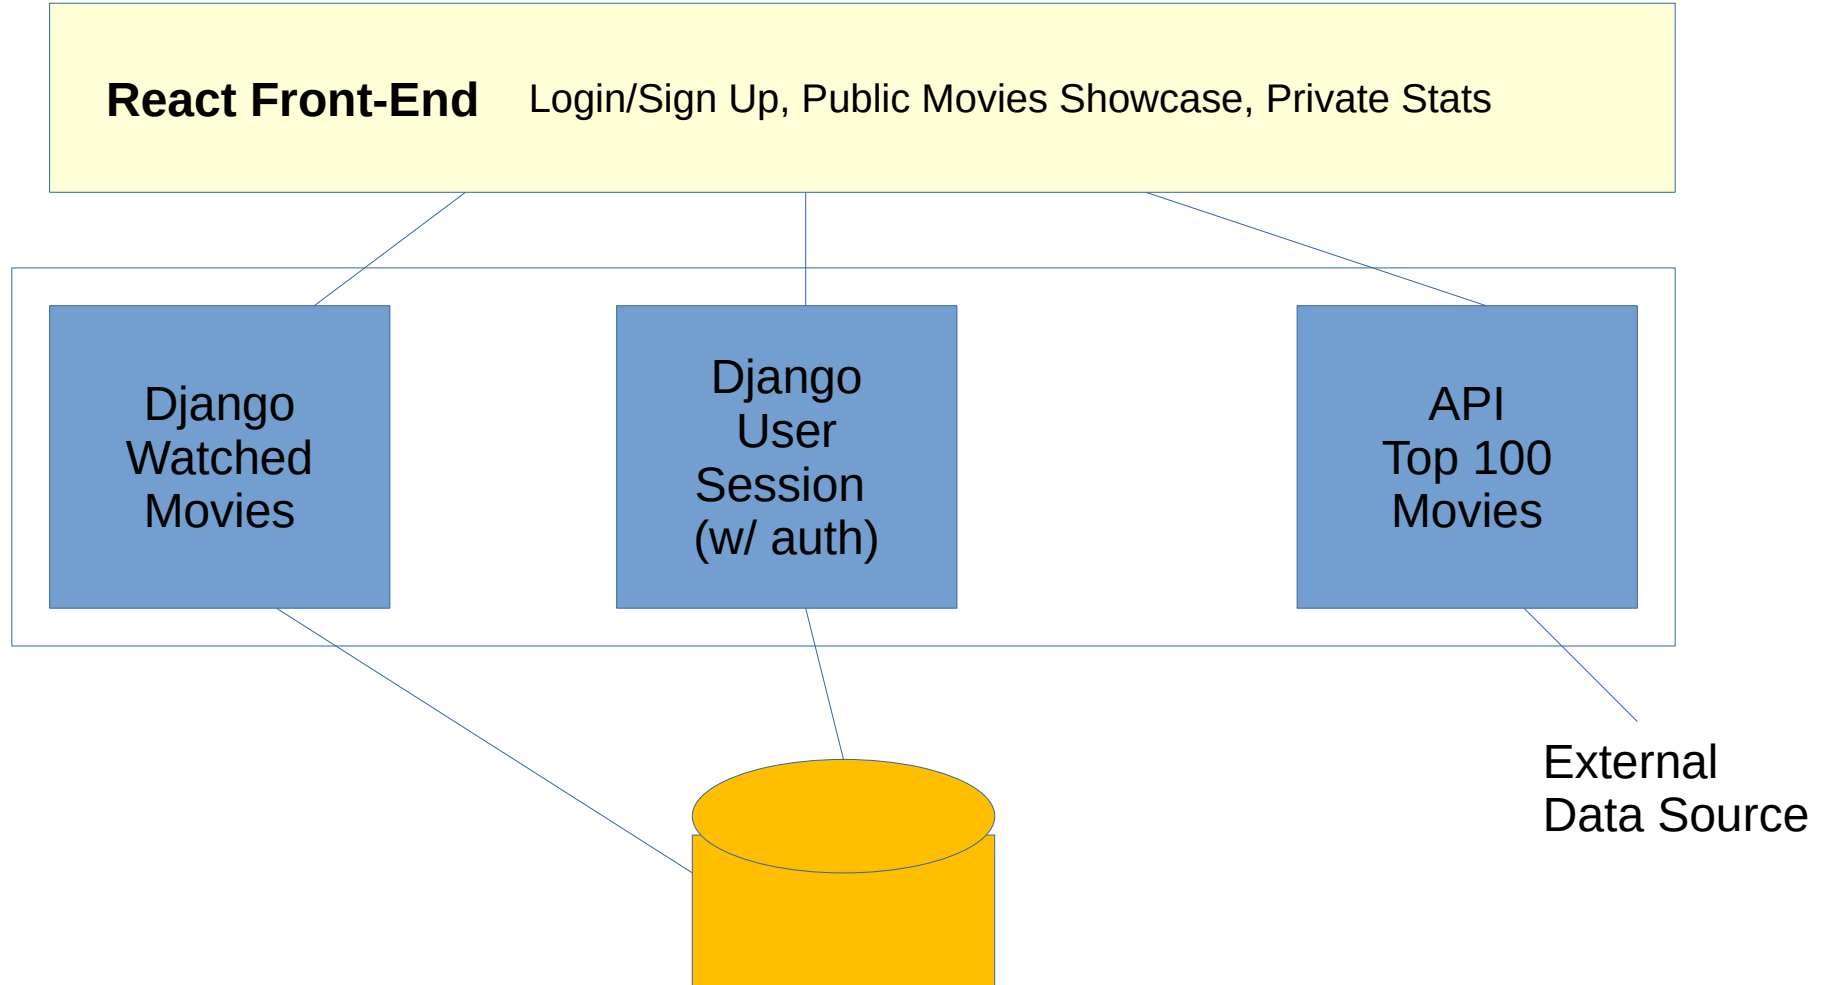 React Front-End Login/Sign Up, Public Movies Showcase, Private Stats
Django
Watched
Movies
Django
User
Session
(w/ auth)
API
Top 100
Movies
External
Data Source